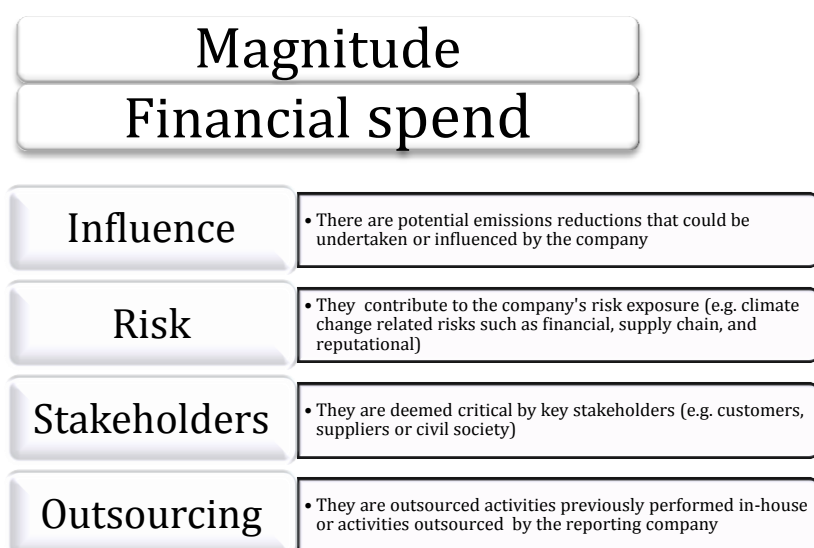 Magnitude
Financial spend
Influence
• There are potential emissions reductions that could be
undertaken or influenced by the company
Risk
• They contribute to the company's risk exposure (e.g. climate
change related risks such as financial, supply chain, and
reputational)
Stakeholders
• They are deemed critical by key stakeholders (e.g. customers,
suppliers or civil society)
Outsourcing
• They are outsourced activities previously performed in-house
or activities outsourced by the reporting company